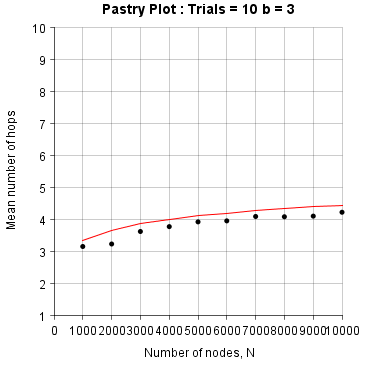 Pastry Plot : Trials = 10 b = 3
10
9
8
7
6
5
4
3
2
1
Mean number of hops
0 1000 2000 3000 4000 5000 6000 7000 8000 9000 10000
Number of nodes, N